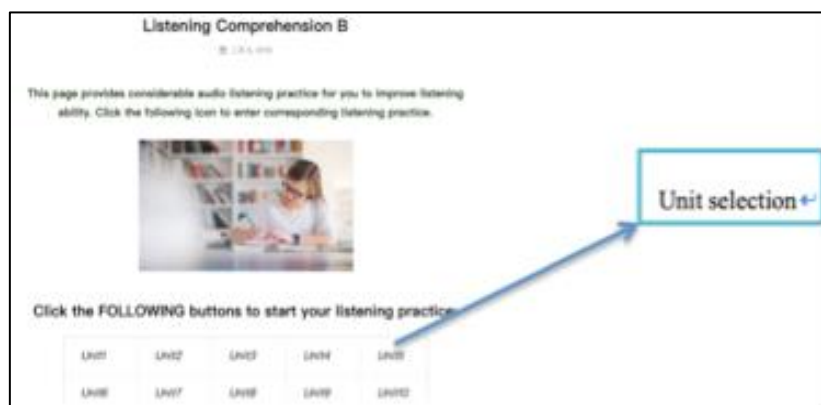 Listening Comprehension B
This page provides considerable audio listening practice for you to improve listening
ability. Click the following icon to enter corresponding listening practice.
Unit selection
Click the FOLLOWING buttons to start your listening practice
Unit1 Unit2 Unit3 Unit4 Unit5
Unit6 Unit7 Unit8 Unit9 Unit10